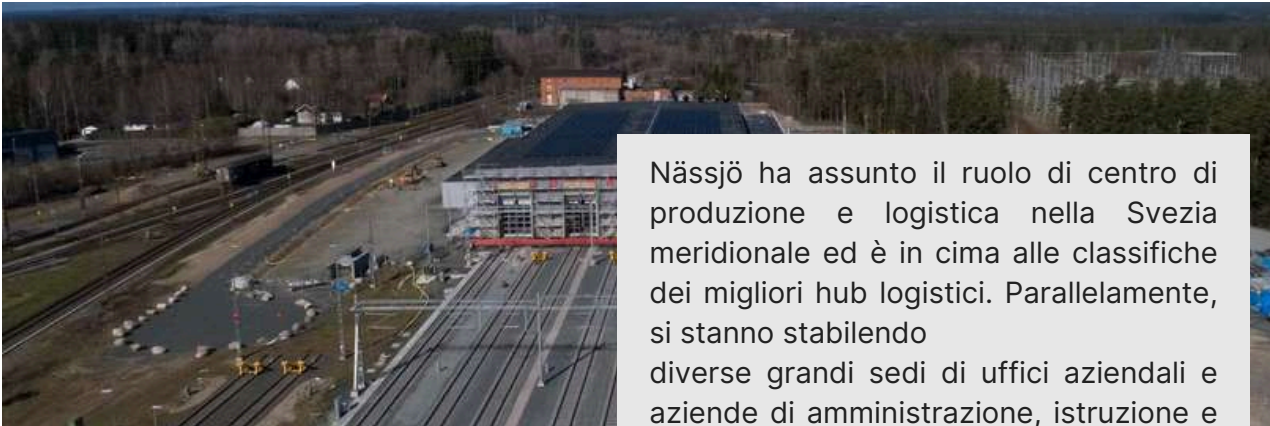 Nässjö ha assunto il ruolo di centro di
produzione e logistica nella Svezia
meridionale ed è in cima alle classifiche
dei migliori hub logistici. Parallelamente,
si stanno stabilendo
diverse grandi sedi di uffici aziendali e
aziende di amministrazione, istruzione e